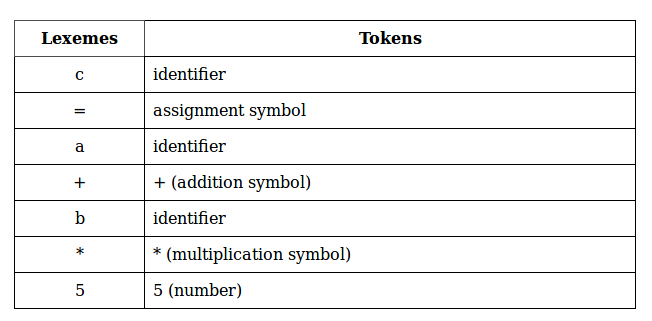 Lexemes Tokens
c identifier
= assignment symbol
a identifier
+ + (addition symbol)
b identifier
* * (multiplication symbol)
5 5 (number)